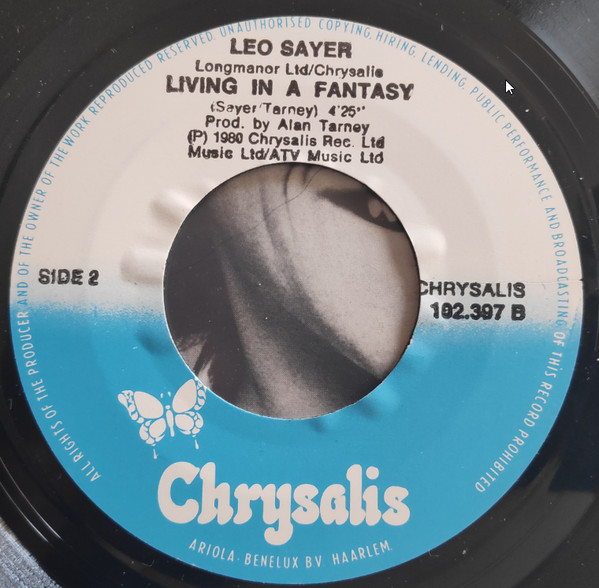 ALL RIGHTS OF THE PRODUCER AND OF THE OWNER OF THE WORK REPRODUCED RESERVED. UNAUTHORISED COPYING, HIRING, LENDING, PUBLIC PERFORMANCE AND BROADCASTING OF THIS RECORD PROHIBITED
LEO SAYER
Longmanor Ltd/Chrysalis
LIVING IN A FANTASY
(Sayer/Tarney) 4'25"
Prod. by Alan Tarney
(P) 1980 Chrysalis Rec. Ltd
Music Ltd/ATV Music Ltd
SIDE 2
CHRYSALIS
102.397 B
Chrysalis
ARIOLA-BENELUX B.V. HAARLEM.